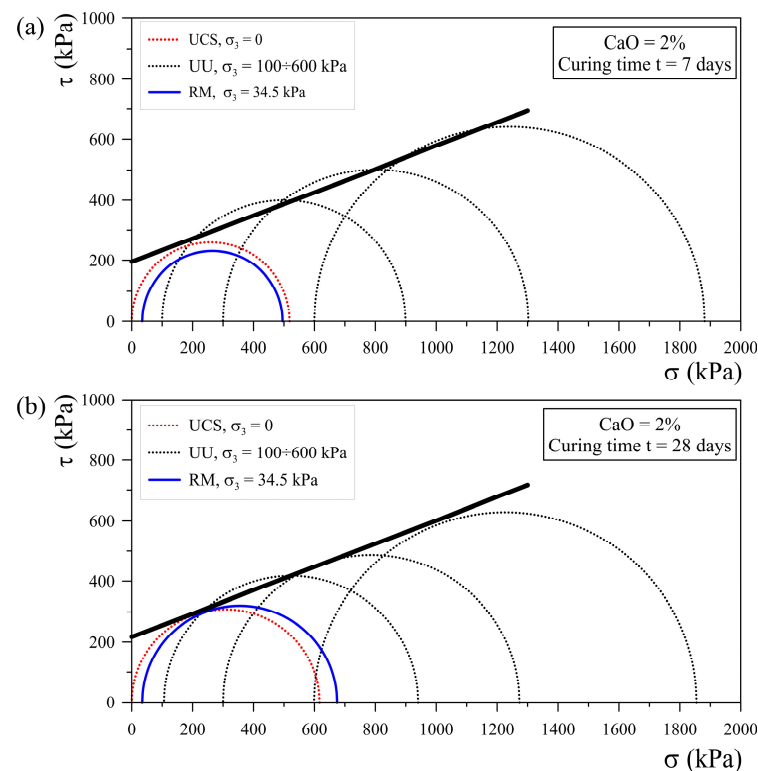 (a)
τ (kPa)
1000
800
600
400
200
0
UCS, σ₃ = 0
UU, σ₃ = 100÷600 kPa
RM, σ₃ = 34.5 kPa
CaO = 2%
Curing time t = 7 days
0 200 400 600 800 1000 1200 1400 1600 1800 2000
σ (kPa)
(b)
τ (kPa)
1000
800
600
400
200
0
UCS, σ₃ = 0
UU, σ₃ = 100÷600 kPa
RM, σ₃ = 34.5 kPa
CaO = 2%
Curing time t = 28 days
0 200 400 600 800 1000 1200 1400 1600 1800 2000
σ (kPa)